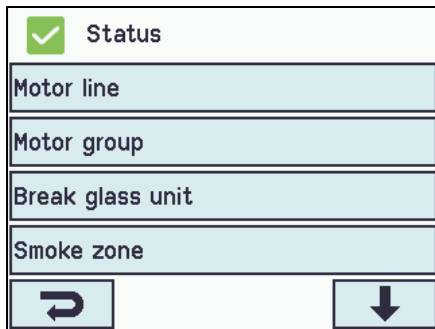 Status
Motor line
Motor group
Break glass unit
Smoke zone